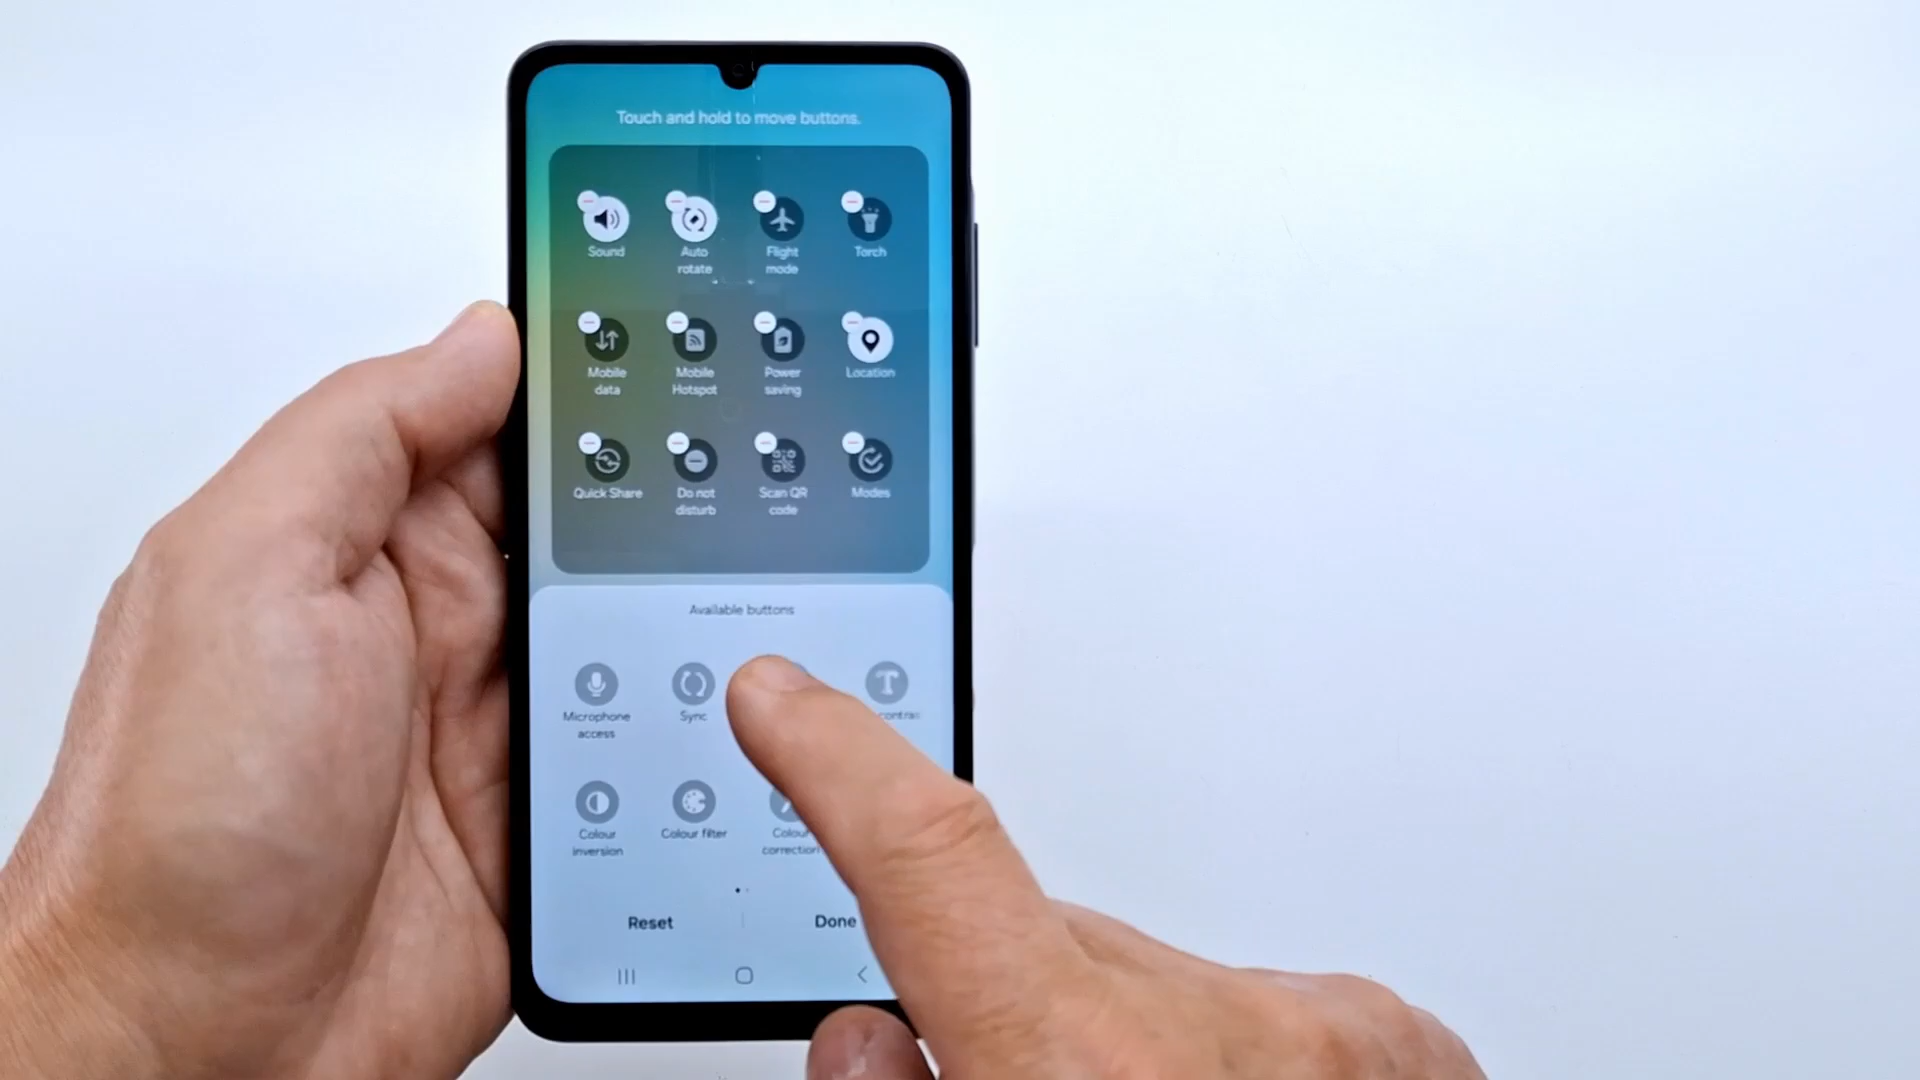 Touch and hold to move buttons.
Sound
Auto
rotate
Flight
mode
Torch
Mobile
data
Mobile
Hotspot
Power
saving
Location
Quick Share
Do not
disturb
Scan QR
code
Modes
Available buttons
Microphone
access
Sync
Colour
inversion
Colour filter
Colour
correction
Reset
Done